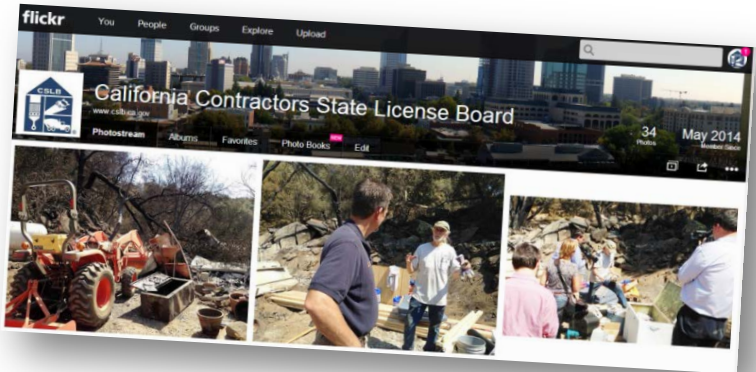 flickr You People Groups Explore Upload
CSLB
California Contractors State License Board
www.cslb.ca.gov
34 Photos
May 2014 Member Since
Photostream Albums Favorites Photo Books NEW Edit